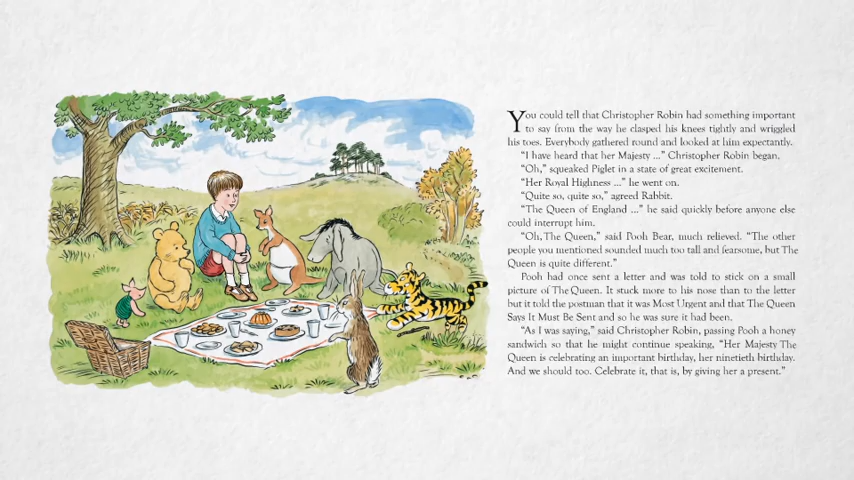 You could tell that Christopher Robin had something important
to say from the way he clasped his knees tightly and wriggled
his toes. Everybody gathered round and looked at him expectantly.
“I have heard that her Majesty ...” Christopher Robin began.
“Oh,” squeaked Piglet in a state of great excitement.
“Her Royal Highness ...” he went on.
“Quite so, quite so,” agreed Rabbit.
“The Queen of England ...” he said quickly before anyone else
could interrupt him.
“Oh, The Queen,” said Pooh Bear, much relieved. “The other
people you mentioned sounded much too tall and fearsome, but The
Queen is quite different.”
Pooh had once sent a letter and was told to stick on a small
picture of The Queen. It stuck more to his nose than to the letter
but it told the postman that it was Most Urgent and that The Queen
Says It Must Be Sent and so he was sure it had been.
“As I was saying,” said Christopher Robin, passing Pooh a honey
sandwich so that he might continue speaking, “Her Majesty The
Queen is celebrating an important birthday, her ninetieth birthday.
And we should too. Celebrate it, that is, by giving her a present.”